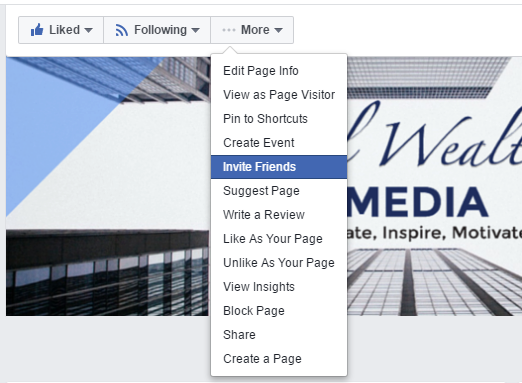 Liked
Following
More
Edit Page Info
View as Page Visitor
Pin to Shortcuts
Create Event
Invite Friends
Suggest Page
Write a Review
Like As Your Page
Unlike As Your Page
View Insights
Block Page
Share
Create a Page
MEDIA
Inspire, Motivate